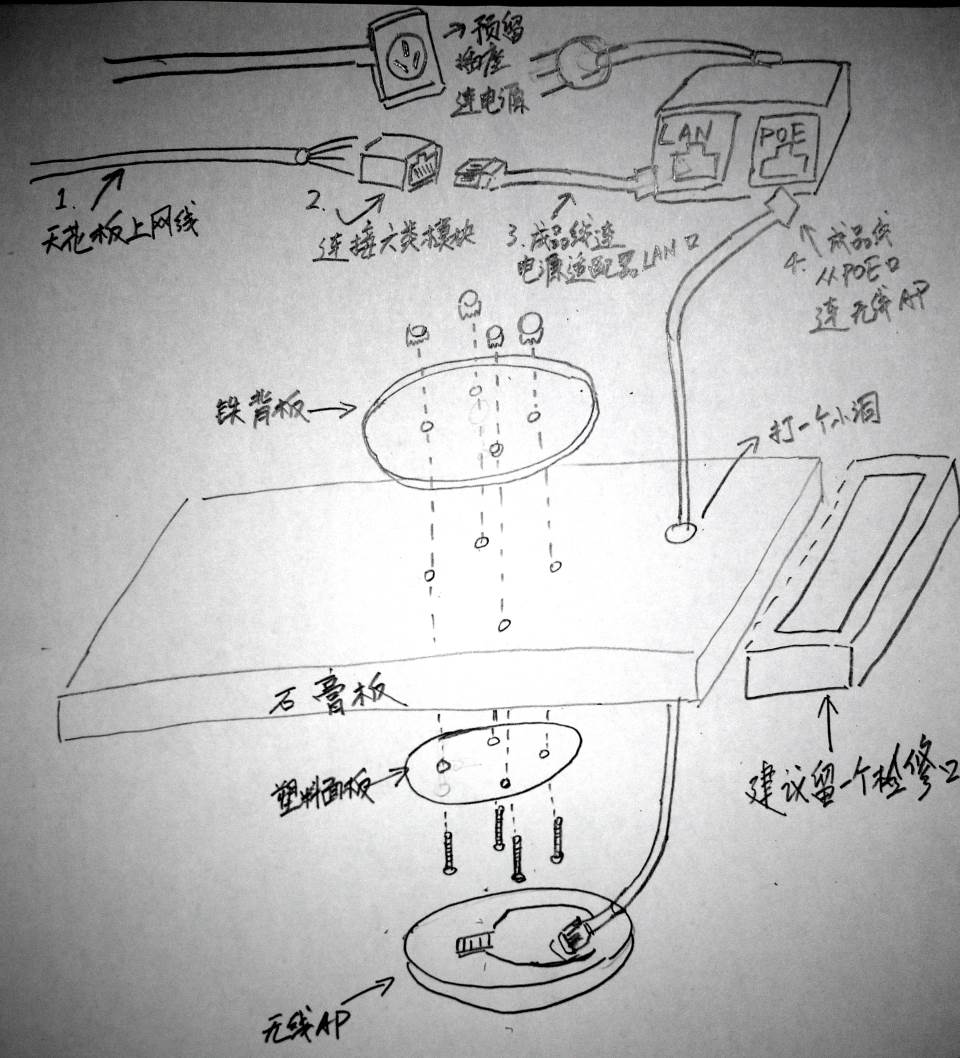 →预留
插座
连电源
LAN
POE
1.
天花板上网线
2.
连接六类模块
3.成品线连
电源适配器LAN口
4.
成品线
从POE口
连无线AP
铁背板
打一个小洞
石膏板
塑料面板
建议留一个检修口
无线AP